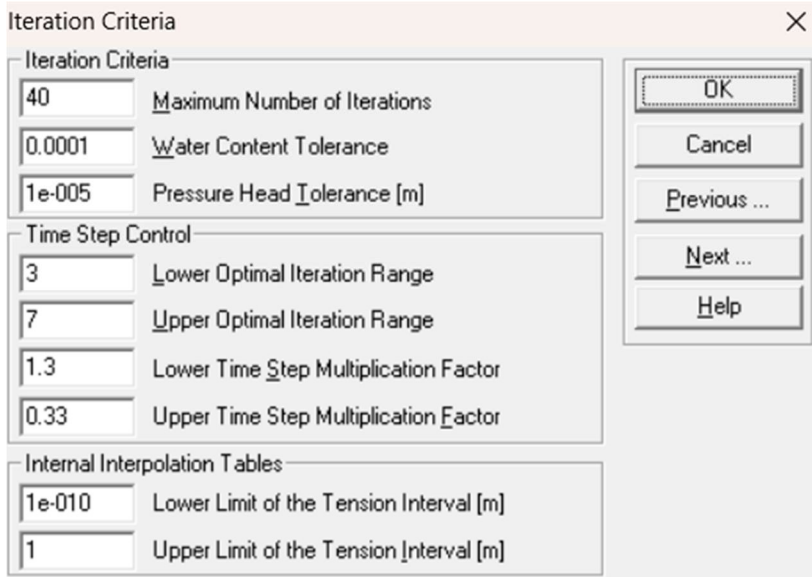 Iteration Criteria
Iteration Criteria
40 Maximum Number of Iterations
0.0001 Water Content Tolerance
1e-005 Pressure Head Tolerance [m]
Time Step Control
3 Lower Optimal Iteration Range
7 Upper Optimal Iteration Range
1.3 Lower Time Step Multiplication Factor
0.33 Upper Time Step Multiplication Factor
Internal Interpolation Tables
1e-010 Lower Limit of the Tension Interval [m]
1 Upper Limit of the Tension Interval [m]
OK
Cancel
Previous ...
Next ...
Help